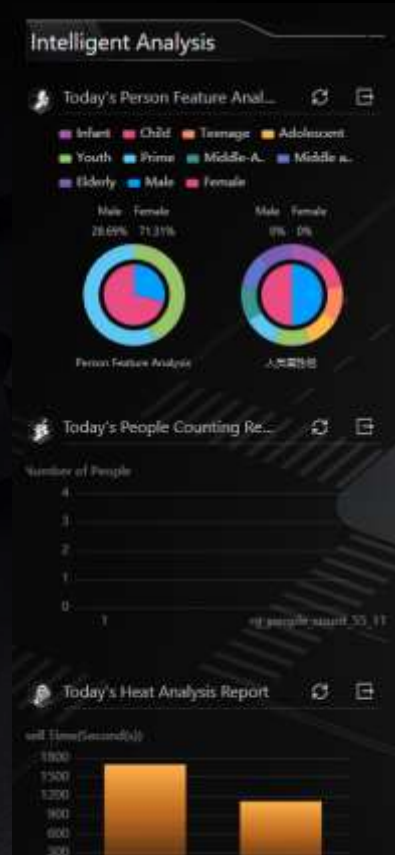 Intelligent Analysis
Today's Person Feature Anal...
Infant Child Teenage Adolescent
Youth Prime Middle-A.. Middle a..
Elderly Male Female
Male Female Male Female
28.69% 71.31% 0% 0%
Person Feature Analysis
Today's People Counting Re...
Number of People
4
3
2
1
0
1
Today's Heat Analysis Report
1800
1500
1200
900
600
300